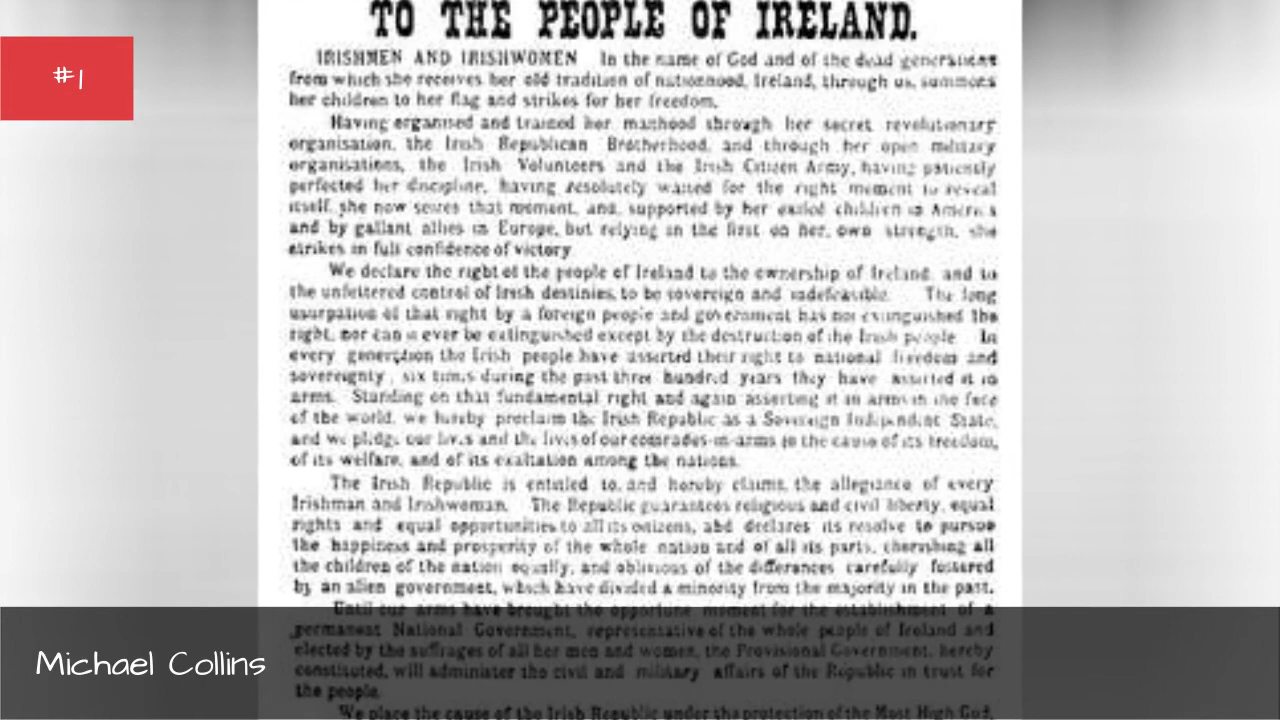 TO THE PEOPLE OF IRELAND.
#1
IRISHMEN AND IRISHWOMEN In the name of God and of the dead generations
from which she receives her old tradition of nationhood, Ireland, through us, summons
her children to her flag and strikes for her freedom.
Having organised and trained her manhood through her secret revolutionary
organisation, the Irish Republican Brotherhood, and through her open military
organisations, the Irish Volunteers and the Irish Citizen Army, having patiently
perfected her discipline, having resolutely waited for the right moment to reveal
itself, she now seizes that moment, and, supported by her exiled children in America
and by gallant allies in Europe, but relying in the first on her own strength, she
strikes in full confidence of victory
We declare the right of the people of Ireland to the ownership of Ireland, and to
the unfettered control of Irish destinies, to be sovereign and indefeasible. The long
usurpation of that right by a foreign people and government has not extinguished the
right, nor can it ever be extinguished except by the destruction of the Irish people In
every generation the Irish people have asserted their right to national freedom and
sovereignty, six times during the past three hundred years they have asserted it in
arms. Standing on that fundamental right and again asserting it in arms in the face
of the world, we hereby proclaim the Irish Republic as a Sovereign Independent State,
and we pledge our lives and the lives of our comrades-in-arms to the cause of its freedom,
of its welfare, and of its exaltation among the nations.
The Irish Republic is entitled to, and hereby claims, the allegiance of every
Irishman and Irishwoman. The Republic guarantees religious and civil liberty, equal
rights and equal opportunities to all its citizens, and declares its resolve to pursue
the happiness and prosperity of the whole nation and of all its parts, cherishing all
the children of the nation equally, and oblivious of the differences carefully fostered
by an alien government, which have divided a minority from the majority in the past.
Until our arms have brought the opportune moment for the establishment of a
permanent National Government, representative of the whole people of Ireland and
elected by the suffrages of all her men and women, the Provisional Government, hereby
constituted, will administer the civil and military affairs of the Republic in trust for
the people.
We place the cause of the Irish Republic under the protection of the Most High God,
Michael Collins